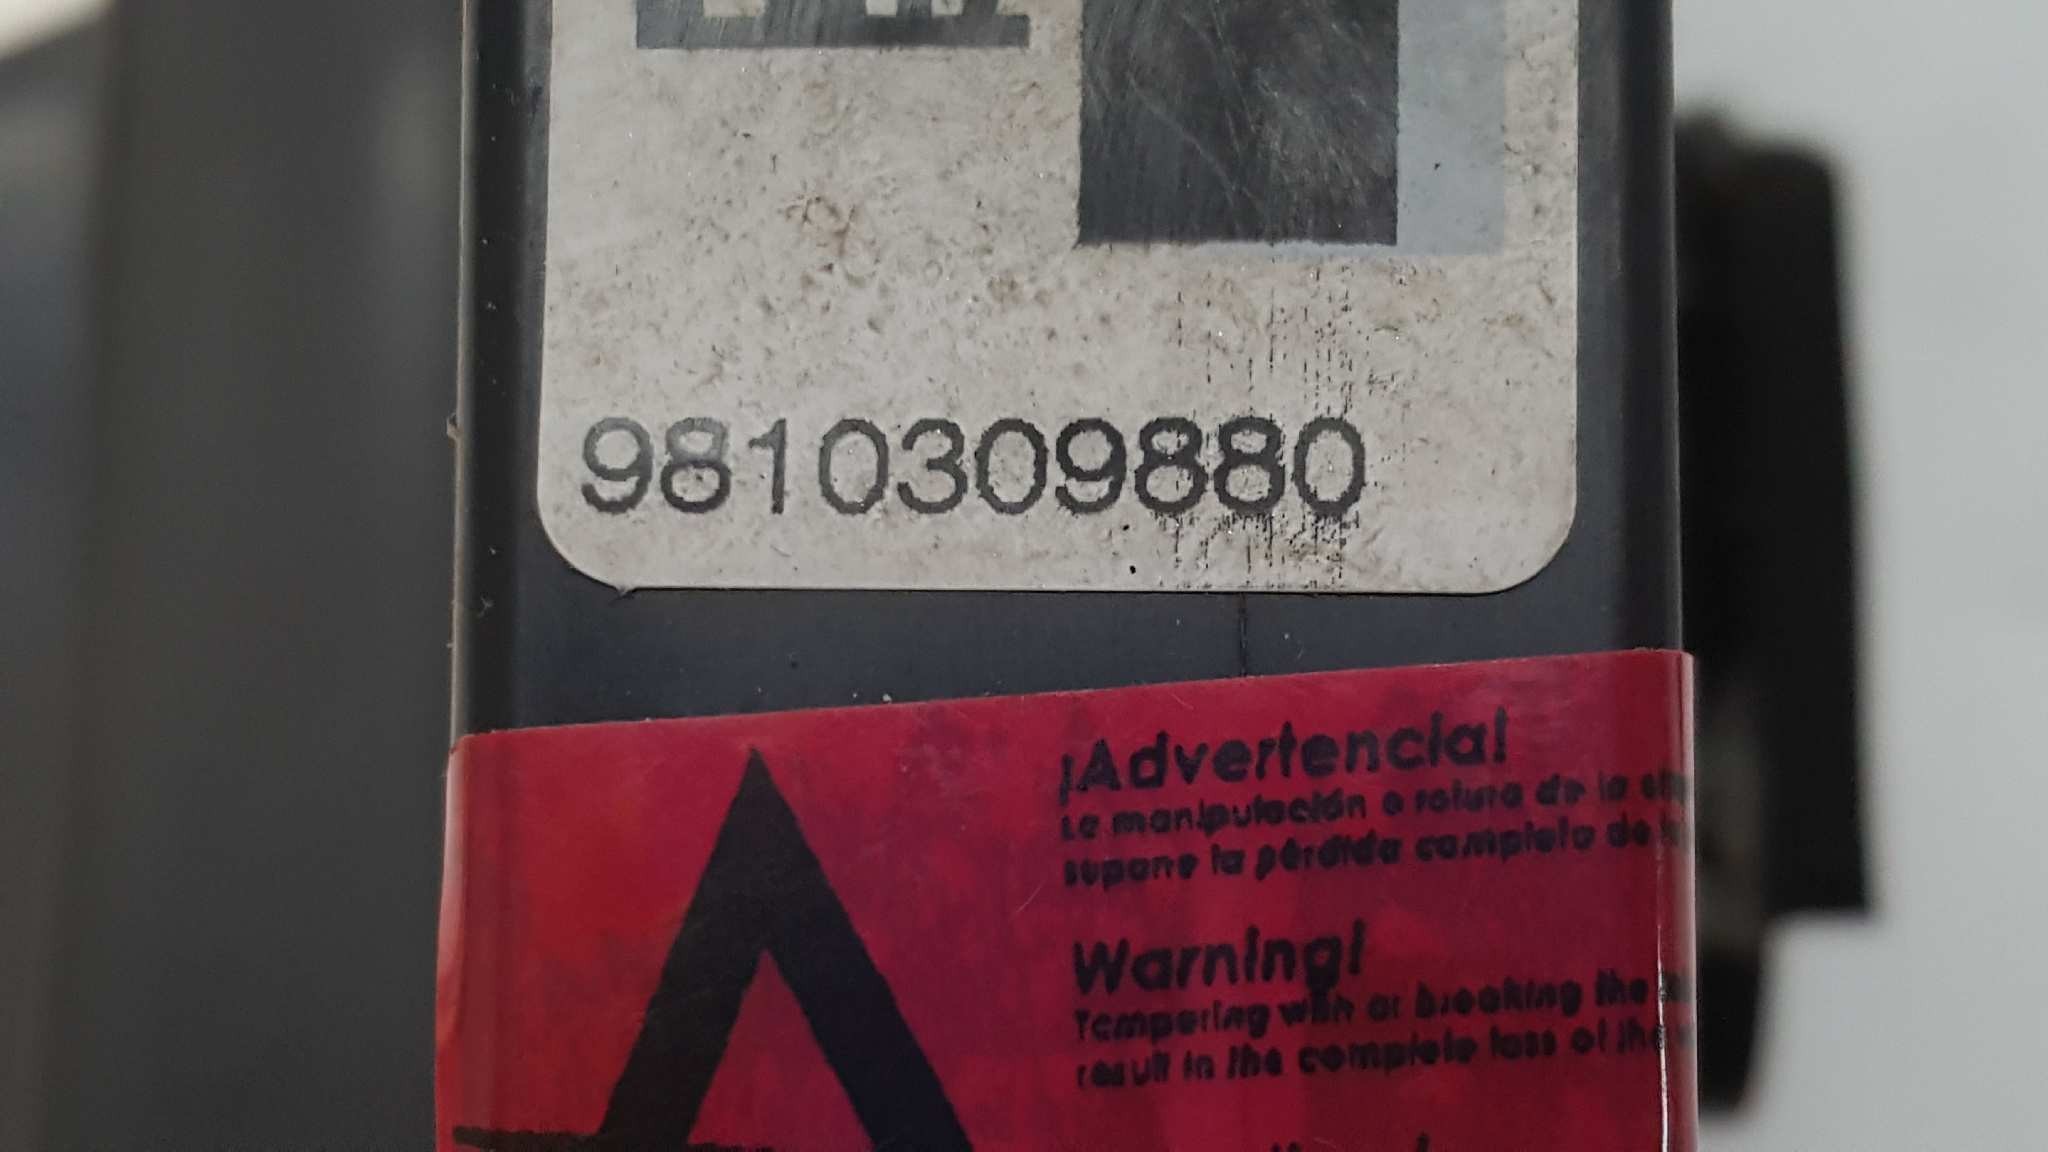 9810309880
¡Advertencia!
La manipulación o rotura de la
supone la pérdida completa de
Warning!
Tempering with or breaking the
result in the complete loss of the